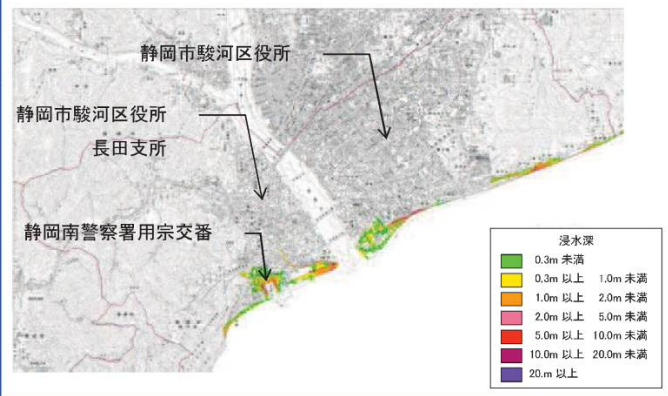 静岡市駿河区役所
静岡市駿河区役所
長田支所
静岡南警察署用宗交番
浸水深
0.3m 未満
0.3m 以上 1.0m 未満
1.0m 以上 2.0m 未満
2.0m 以上 5.0m 未満
5.0m 以上 10.0m 未満
10.0m 以上 20.0m 未満
20.m 以上